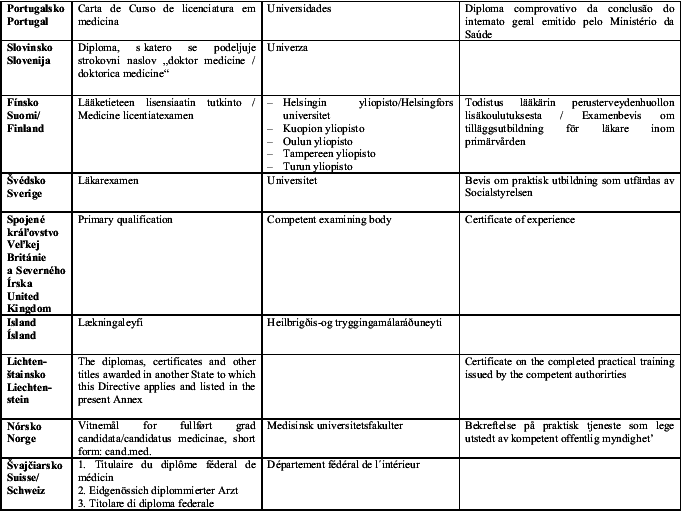 Portugalsko
Portugal
Carta de Curso de licenciatura em
medicina
Universidades
Diploma comprovativo da conclusão do
internato geral emitido pelo Ministério da
Saúde
Slovinsko
Slovenija
Diploma, s katero se podeljuje
strokovni naslov „doktor medicine /
doktorica medicine“
Univerza
Fínsko
Suomi/
Finland
Lääketieteen lisensiaatin tutkinto /
Medicine licentiatexamen
– Helsingin yliopisto/Helsingfors
universitet
– Kuopion yliopisto
– Oulun yliopisto
– Tampereen yliopisto
– Turun yliopisto
Todistus lääkärin perusterveydenhuollon
lisäkoulutuksesta / Examenbevis om
tilläggsutbildning för läkare inom
primärvården
Švédsko
Sverige
Läkarexamen
Universitet
Bevis om praktisk utbildning som utfärdas av
Socialstyrelsen
Spojené
kráľovstvo
Veľkej
Británie
a Severného
Írska
United
Kingdom
Primary qualification
Competent examining body
Certificate of experience
Island
Ísland
Lækningaleyfi
Heilbrigðis-og tryggingamálaráðuneyti
Lichten-
štainsko
Liechten-
stein
The diplomas, certificates and other
titles awarded in another State to which
this Directive applies and listed in the
present Annex
Certificate on the completed practical training
issued by the competent authorirties
Nórsko
Norge
Vitnemål for fullført grad
candidata/candidatus medicinae, short
form: cand.med.
Medisinsk universitetsfakulter
Bekreftelse på praktisk tjeneste som lege
utstedt av kompetent offentlig myndighet’
Švajčiarsko
Suisse/
Schweiz
1. Titulaire du diplôme féderal de
médicin
2. Eidgenössich diplommierter Arzt
3. Titolare di diploma federale
Département fédéral de l´intérieur